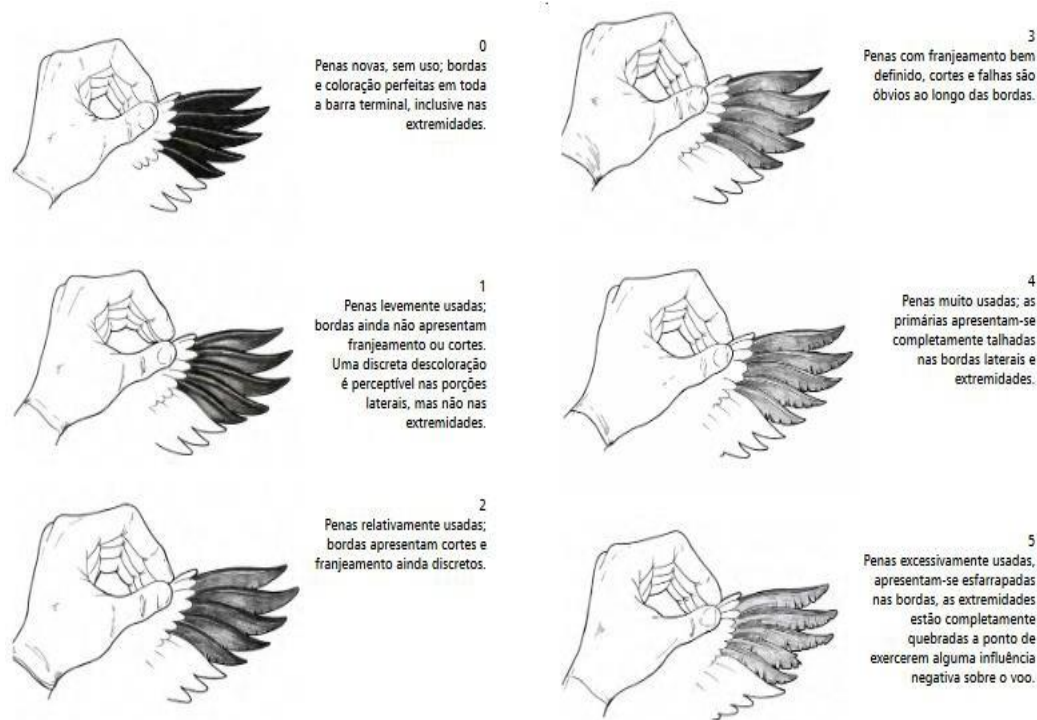 0
Penas novas, sem uso; bordas
e coloração perfeitas em toda
a barra terminal, inclusive nas
extremidades.
1
Penas levemente usadas;
bordas ainda não apresentam
franjeamento ou cortes.
Uma discreta descoloração
é perceptível nas porções
laterais, mas não nas
extremidades.
2
Penas relativamente usadas;
bordas apresentam cortes e
franjeamento ainda discretos.
3
Penas com franjeamento bem
definido, cortes e falhas são
óbvios ao longo das bordas.
4
Penas muito usadas; as
primárias apresentam-se
completamente talhadas
nas bordas laterais e
extremidades.
5
Penas excessivamente usadas,
apresentam-se esfarrapadas
nas bordas, as extremidades
estão completamente
quebradas a ponto de
exercerem alguma influência
negativa sobre o voo.